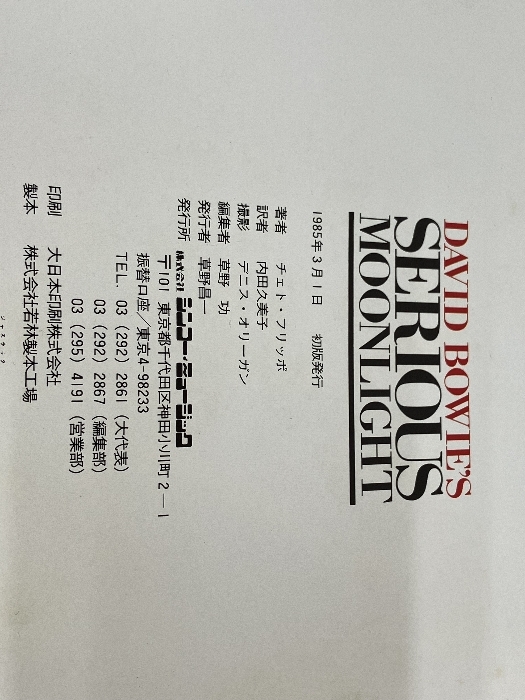 DAVID BOWIE'S
SERIOUS
MOONLIGHT
1985年3月1日 初版発行
著者 チェト・フリッポ
訳者 内田久美子
撮影 デニス・オリーガン
編集者 草野 功
発行者 草野昌一
発行所 株式会社シンコー・ミュージック
〒101 東京都千代田区神田小川町2—1
振替口座／東京4-98233
TEL. 03 (292) 2861 (大代表)
03 (292) 2867 (編集部)
03 (295) 4191 (営業部)
印刷 大日本印刷株式会社
製本 株式会社若林製本工場